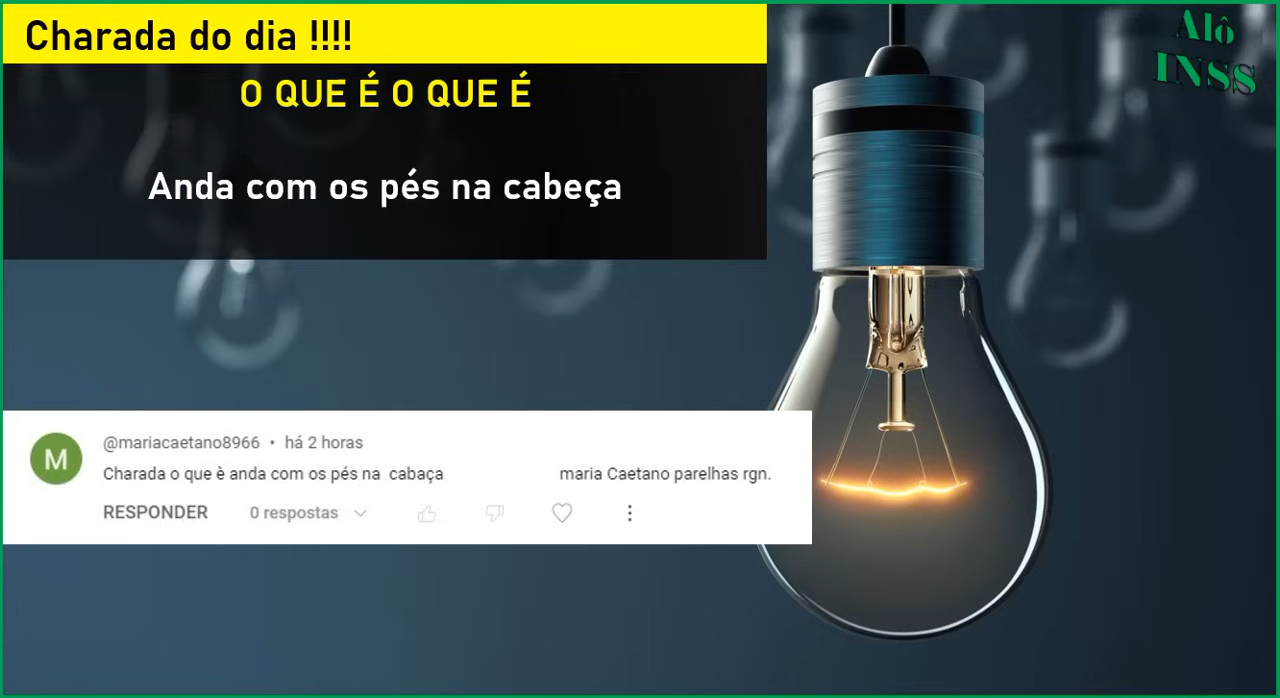 Charada do dia !!!!
Alô
INSS
O QUE É O QUE É
Anda com os pés na cabeça
@mariacaetano8966 • há 2 horas
Charada o que è anda com os pés na cabaça maria Caetano parelhas rgn.
M
RESPONDER 0 respostas